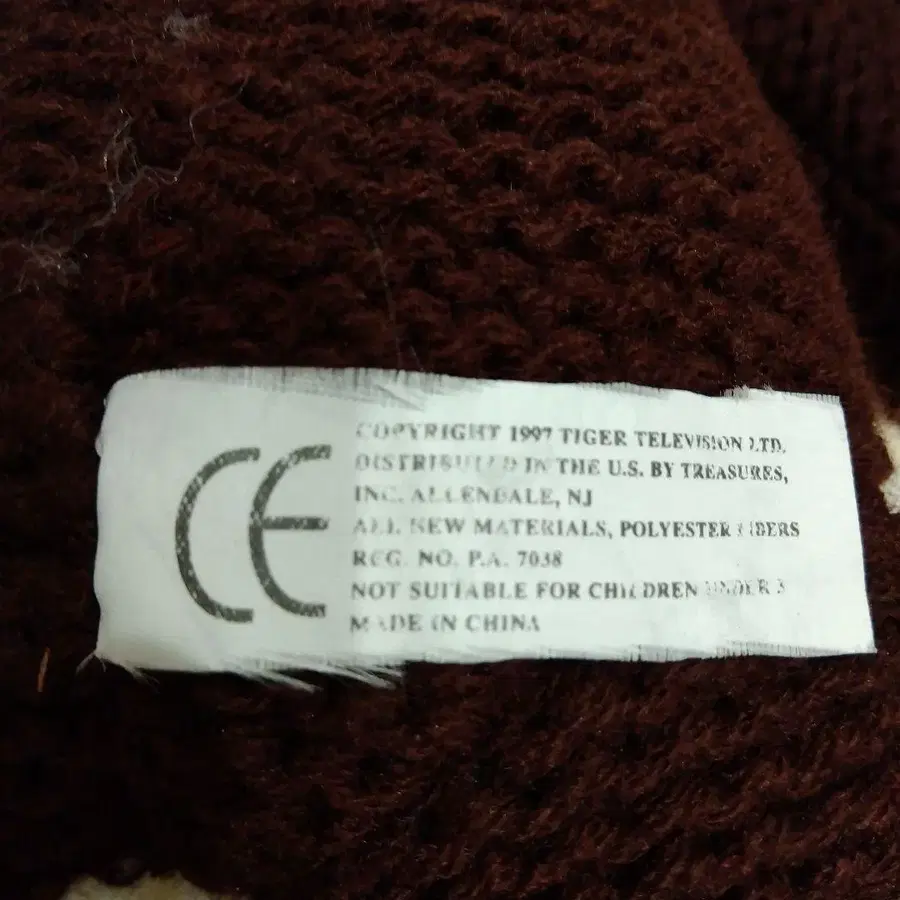 CE
COPYRIGHT 1997 TIGER TELEVISION LTD.
DISTRIBUTED IN THE U.S. BY TREASURES,
INC. ALLENDALE, NJ
ALL NEW MATERIALS, POLYESTER FIBERS
REG. NO. P.A. 7038
NOT SUITABLE FOR CHILDREN UNDER 3
MADE IN CHINA